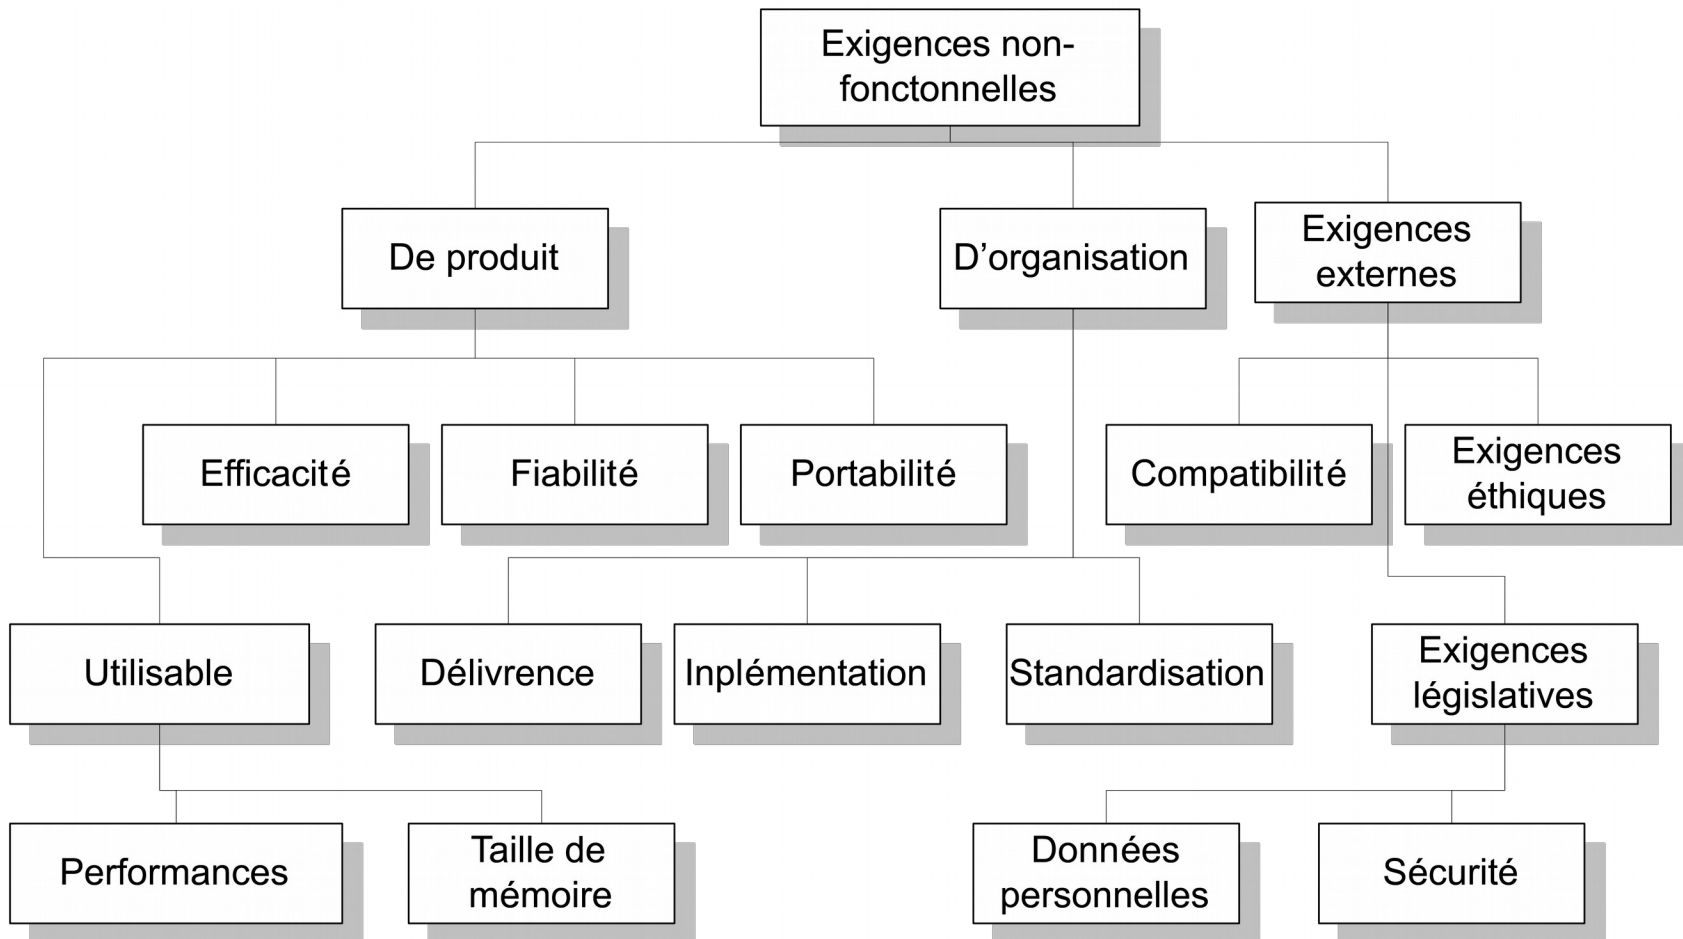 Exigences non-
fonctonnelles
De produit
D’organisation
Exigences
externes
Efficacité
Fiabilité
Portabilité
Compatibilité
Exigences
éthiques
Utilisable
Délivrence
Inplémentation
Standardisation
Exigences
législatives
Performances
Taille de
mémoire
Données
personnelles
Sécurité